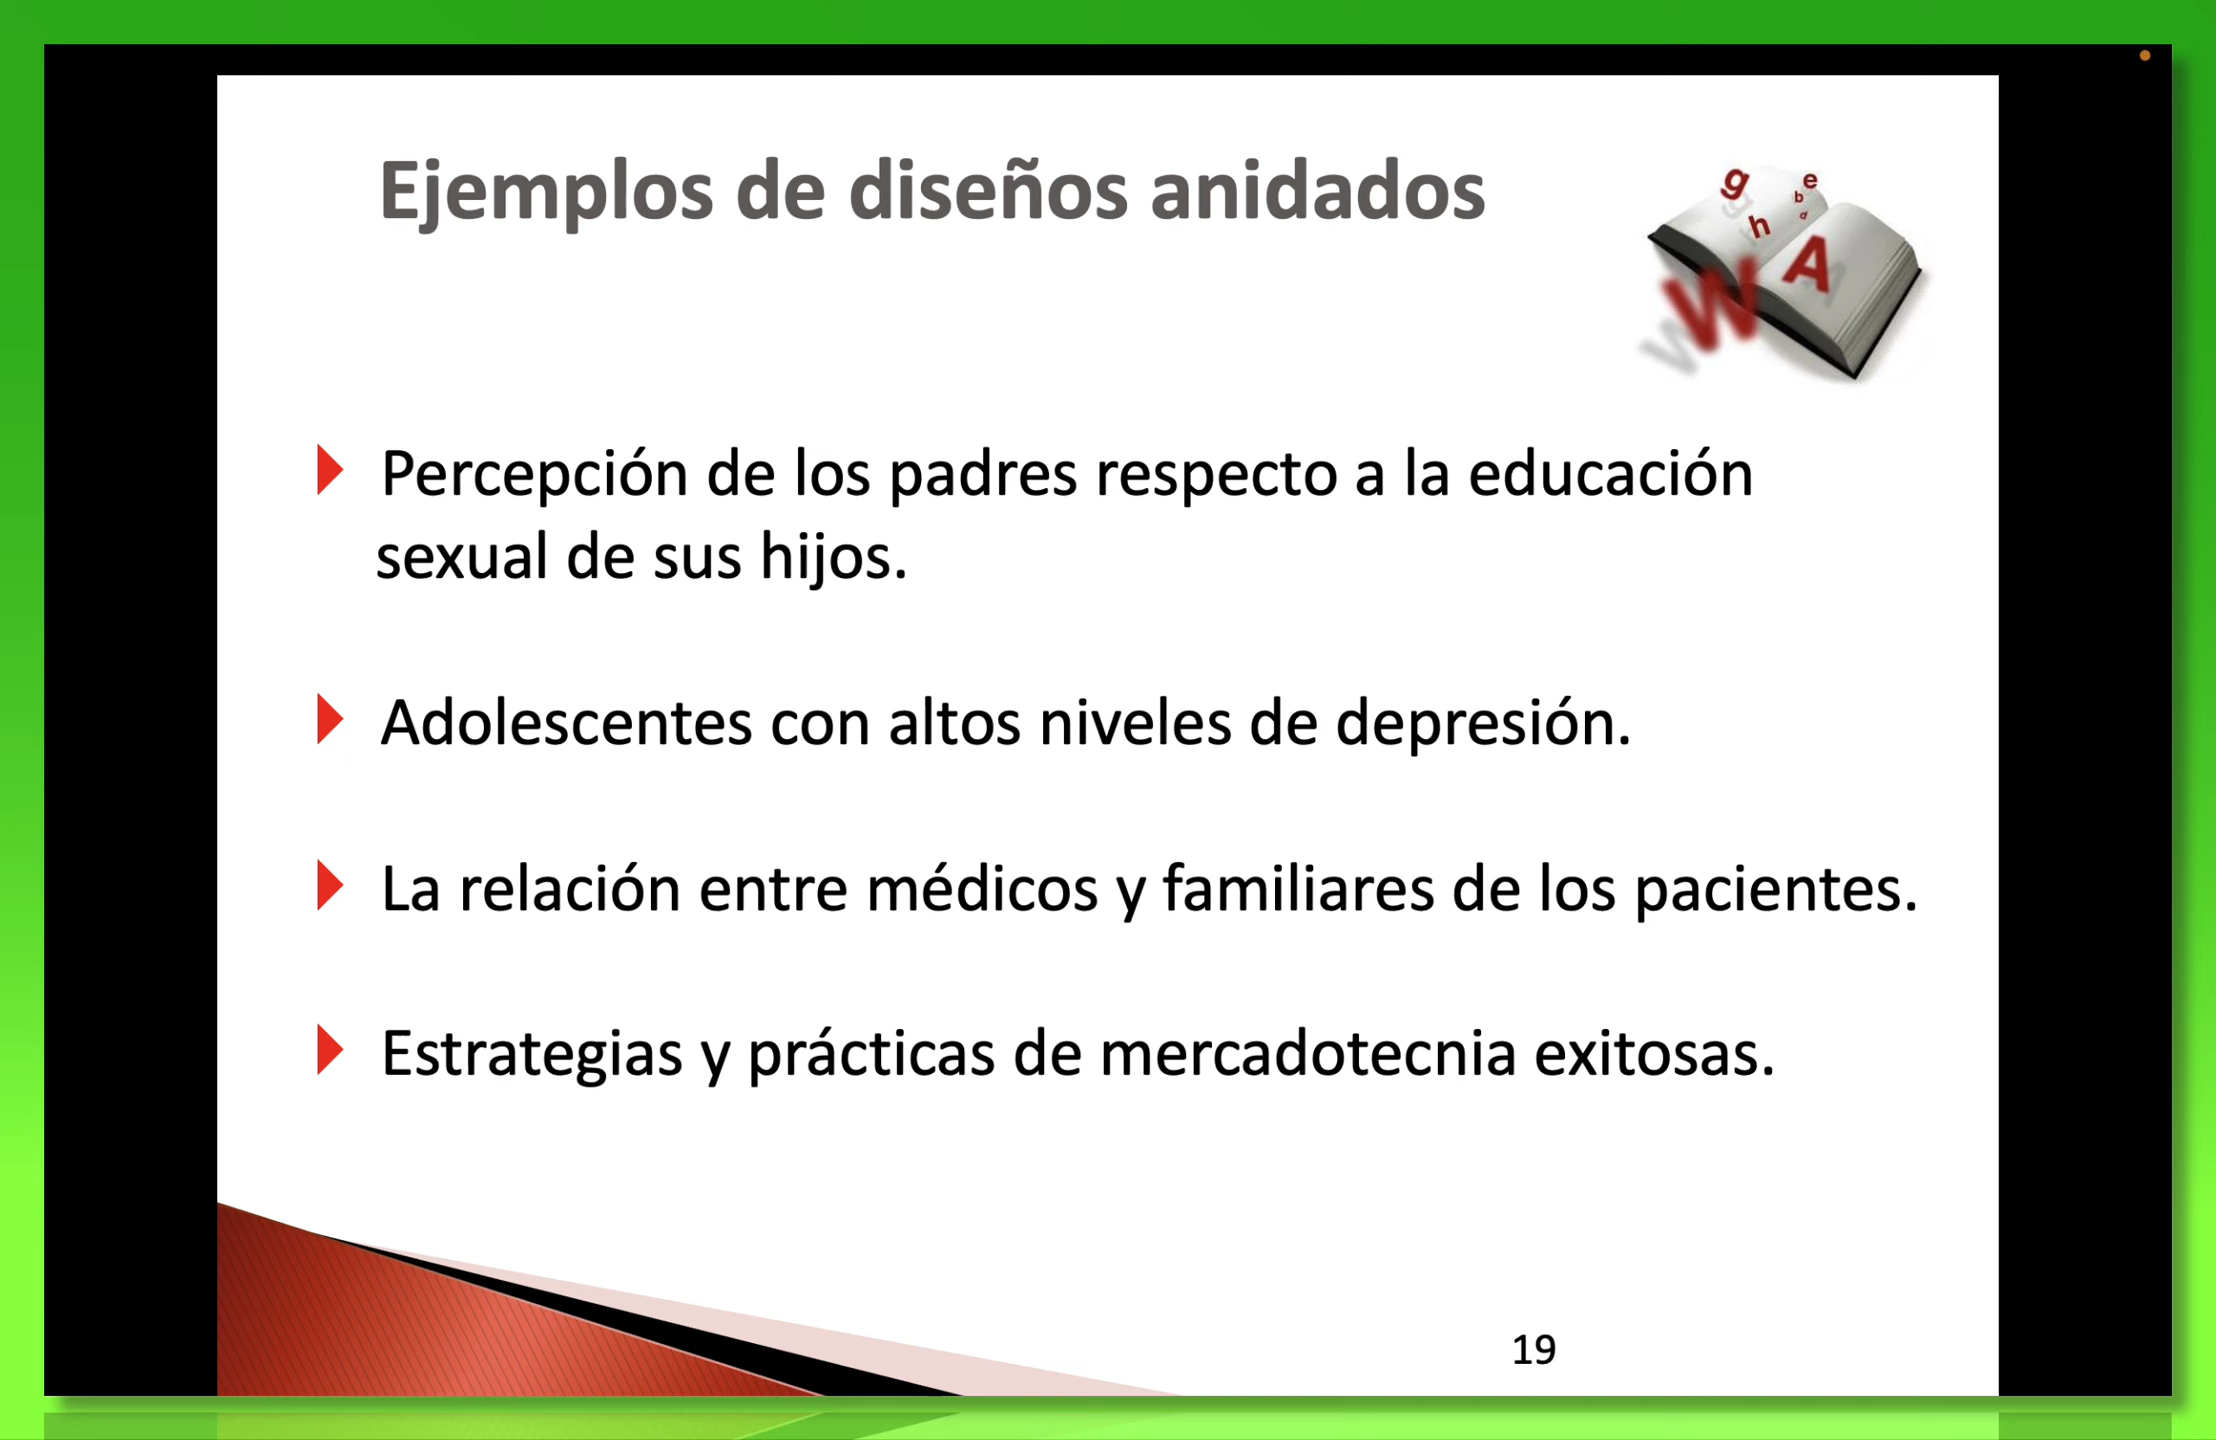 Ejemplos de diseños anidados
g
e
b
d
h
A
W
Percepción de los padres respecto a la educación
sexual de sus hijos.
Adolescentes con altos niveles de depresión.
La relación entre médicos y familiares de los pacientes.
Estrategias y prácticas de mercadotecnia exitosas.
19